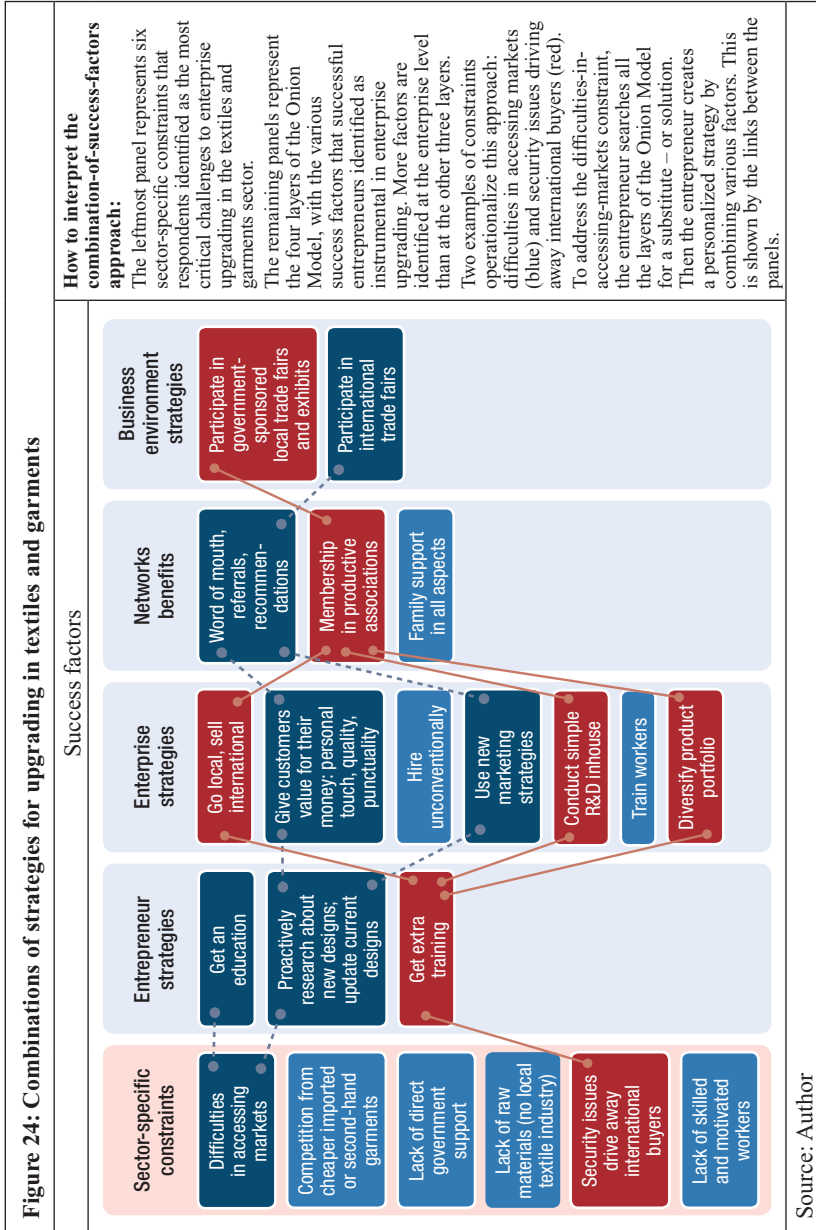 Figure 24: Combinations of strategies for upgrading in textiles and garments
Success factors
Sector-specific
constraints
Difficulties
in accessing
markets
Competition from
cheaper imported
or second-hand
garments
Lack of direct
government
support
Lack of raw
materials (no local
textile industry)
Security issues
drive away
international
buyers
Lack of skilled
and motivated
workers
Entrepreneur
strategies
Get an
education
Proactively
research about
new designs;
update current
designs
Get extra
training
Enterprise
strategies
Go local, sell
international
Give customers
value for their
money: personal
touch, quality,
punctuality
Hire
unconventionally
Use new
marketing
strategies
Conduct simple
R&D inhouse
Train workers
Diversify product
portfolio
Networks
benefits
Word of mouth,
referrals,
recommen-
dations
Membership
in productive
associations
Family support
in all aspects
Business
environment
strategies
Participate in
government-
sponsored
local trade fairs
and exhibits
Participate in
international
trade fairs
How to interpret the
combination-of-success-factors
approach:
The leftmost panel represents six
sector-specific constraints that
respondents identified as the most
critical challenges to enterprise
upgrading in the textiles and
garments sector.
The remaining panels represent
the four layers of the Onion
Model, with the various
success factors that successful
entrepreneurs identified as
instrumental in enterprise
upgrading. More factors are
identified at the enterprise level
than at the other three layers.
Two examples of constraints
operationalize this approach:
difficulties in accessing markets
(blue) and security issues driving
away international buyers (red).
To address the difficulties-in-
accessing-markets constraint,
the entrepreneur searches all
the layers of the Onion Model
for a substitute – or solution.
Then the entrepreneur creates
a personalized strategy by
combining various factors. This
is shown by the links between the
panels.
Source: Author